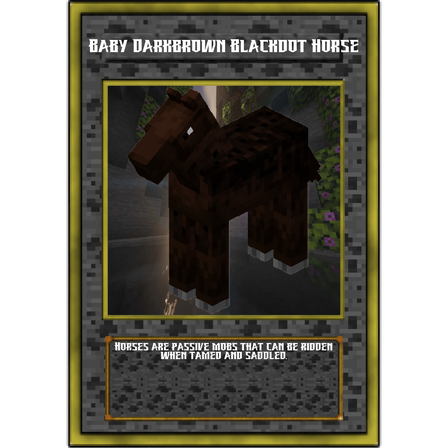 Baby Darkbrown Blackdot Horse
Horses are passive mobs that can be ridden
when tamed and saddled.